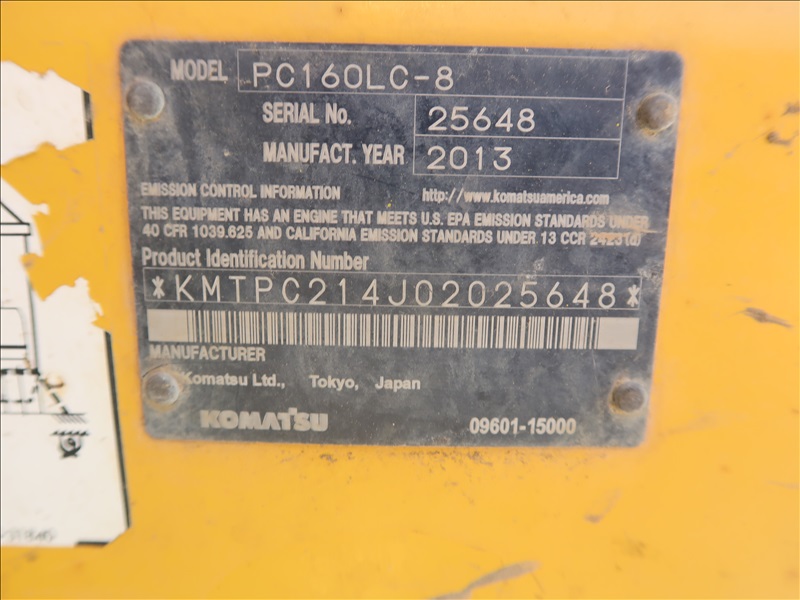 MODEL PC160LC-8
SERIAL No. 25648
MANUFACT. YEAR 2013
EMISSION CONTROL INFORMATION http://www.komatsuamerica.com
THIS EQUIPMENT HAS AN ENGINE THAT MEETS U.S. EPA EMISSION STANDARDS UNDER
40 CFR 1039.625 AND CALIFORNIA EMISSION STANDARDS UNDER 13 CCR 2423(d)
Product Identification Number
*KMTPC214J02025648*
MANUFACTURER
Komatsu Ltd., Tokyo, Japan
KOMATSU 09601-15000